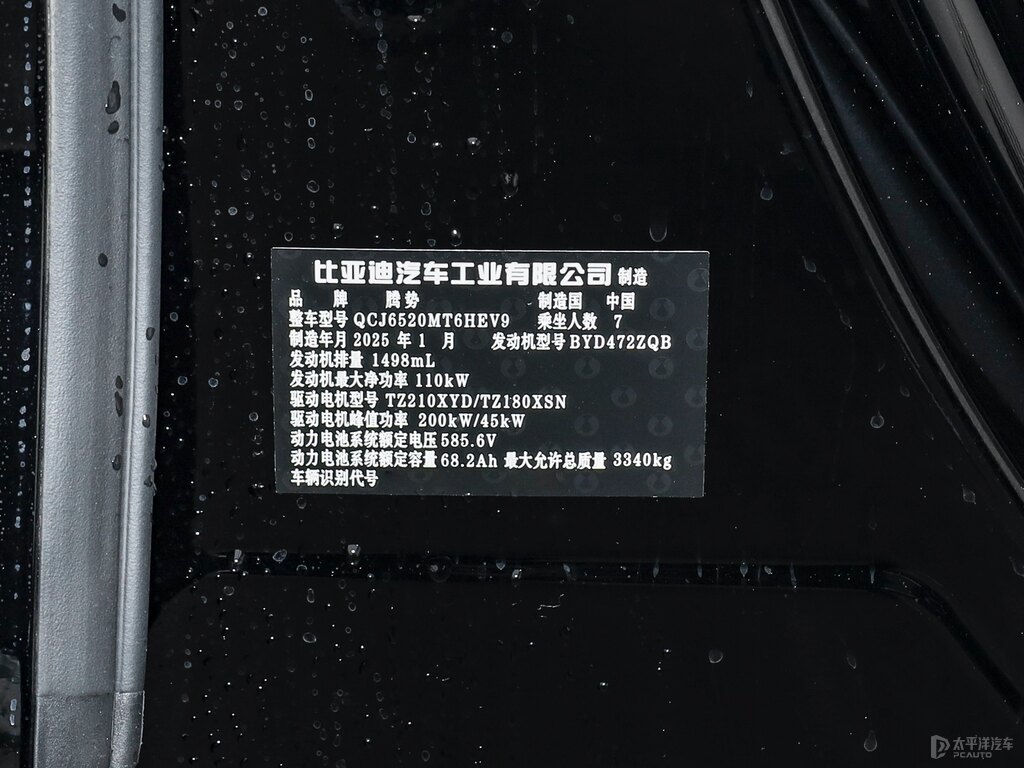 比亚迪汽车工业有限公司 制造
品 牌 腾势 制造国 中国
整车型号 QCJ6520MT6HEV9 乘坐人数 7
制造年月 2025 年 1 月 发动机型号 BYD472ZQB
发动机排量 1498mL
发动机最大净功率 110kW
驱动电机型号 TZ210XYD/TZ180XSN
驱动电机峰值功率 200kW/45kW
动力电池系统额定电压 585.6V
动力电池系统额定容量 68.2Ah 最大允许总质量 3340kg
车辆识别代号
太平洋汽车
PCAUTO